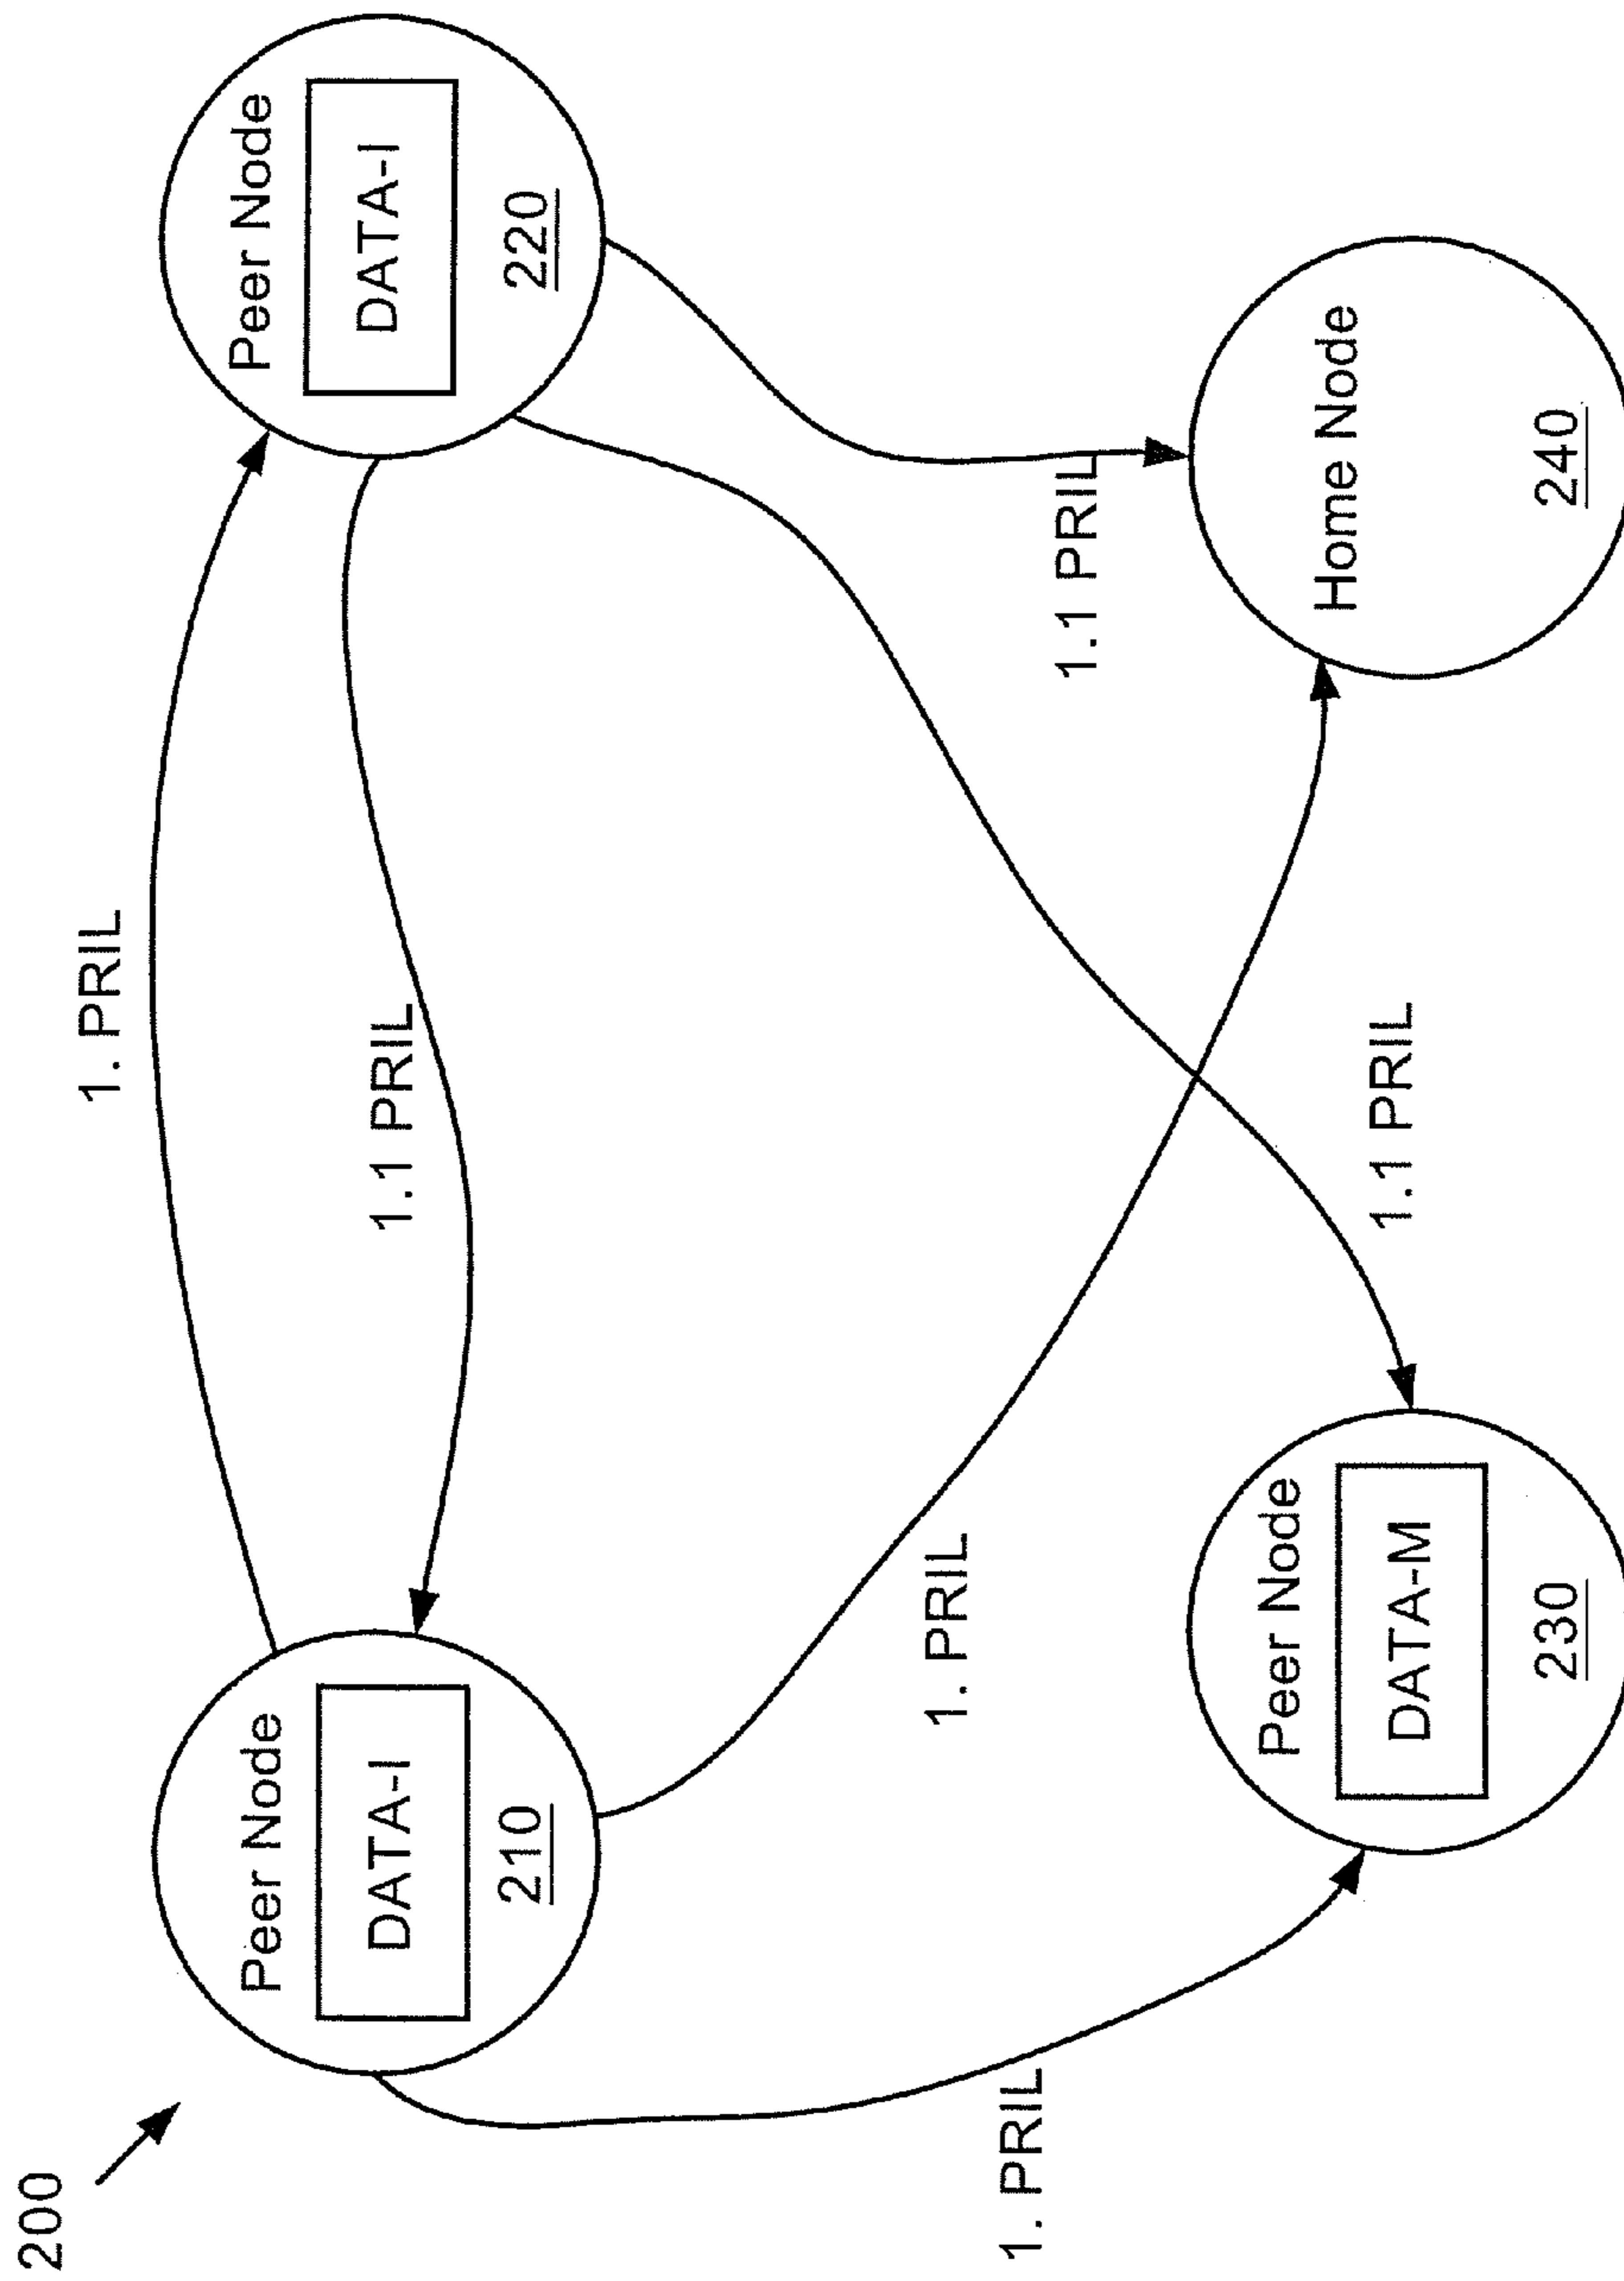 200
1. PRIL
Peer Node
DATA-I
210
Peer Node
DATA-I
220
1.1 PRIL
1. PRIL
1. PRIL
1.1 PRIL
1.1 PRIL
Peer Node
DATA-M
230
Home Node
240